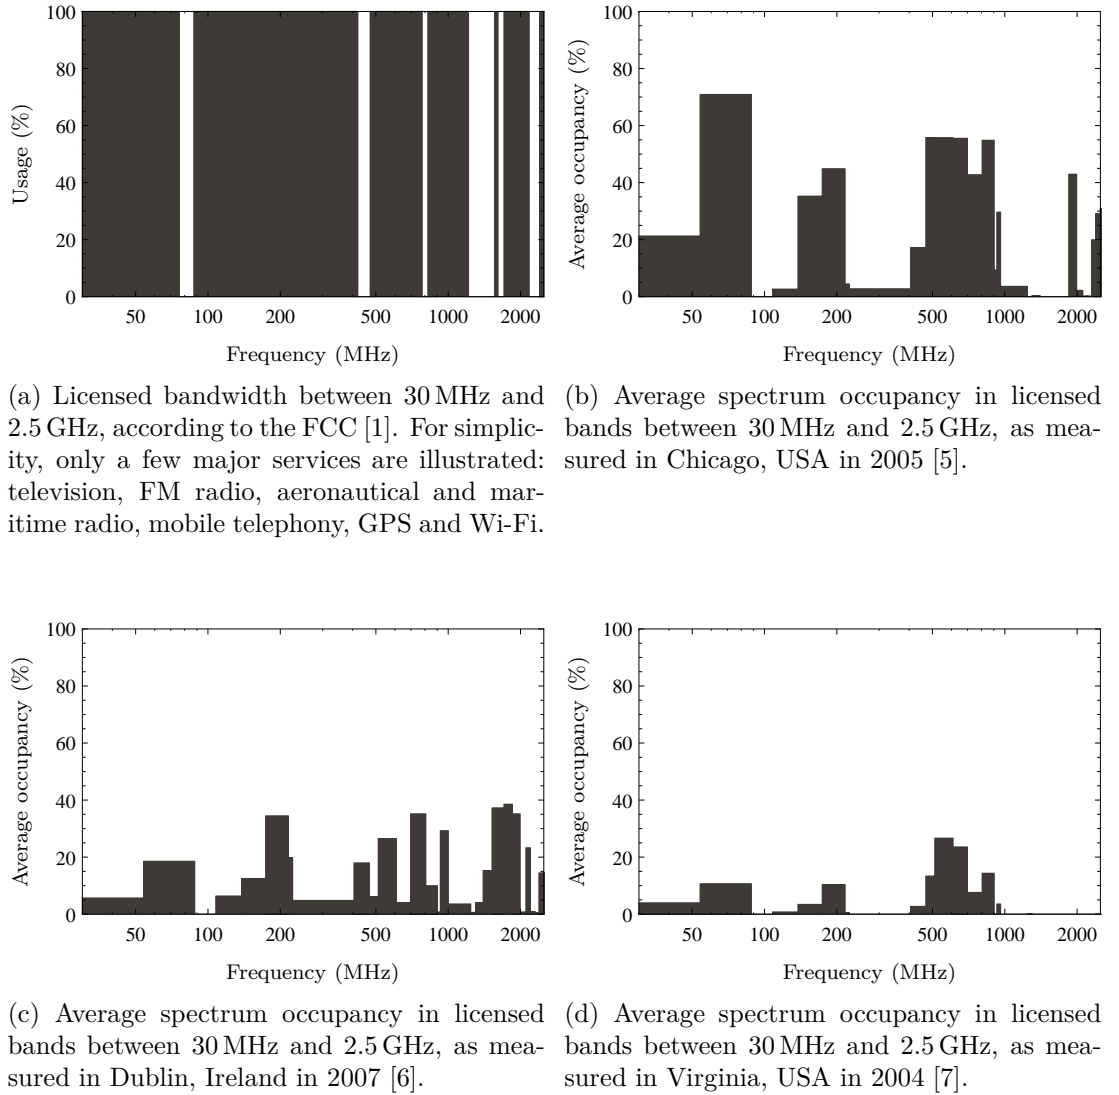 100
80
60
40
20
0
Usage (%)
50 100 200 500 1000 2000
Frequency (MHz)
100
80
60
40
20
0
Average occupancy (%)
50 100 200 500 1000 2000
Frequency (MHz)
(a) Licensed bandwidth between 30 MHz and
2.5 GHz, according to the FCC [1]. For simplic-
ity, only a few major services are illustrated:
television, FM radio, aeronautical and mar-
itime radio, mobile telephony, GPS and Wi-Fi.
(b) Average spectrum occupancy in licensed
bands between 30 MHz and 2.5 GHz, as mea-
sured in Chicago, USA in 2005 [5].
100
80
60
40
20
0
Average occupancy (%)
50 100 200 500 1000 2000
Frequency (MHz)
100
80
60
40
20
0
Average occupancy (%)
50 100 200 500 1000 2000
Frequency (MHz)
(c) Average spectrum occupancy in licensed
bands between 30 MHz and 2.5 GHz, as mea-
sured in Dublin, Ireland in 2007 [6].
(d) Average spectrum occupancy in licensed
bands between 30 MHz and 2.5 GHz, as mea-
sured in Virginia, USA in 2004 [7].